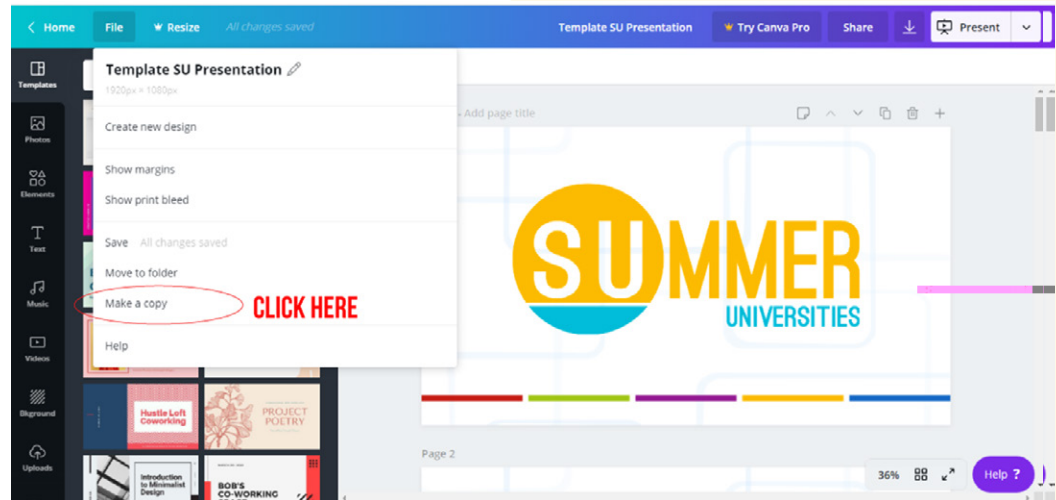 Home
File
Resize
All changes saved
Template SU Presentation
Try Canva Pro
Share
Present
Templates
Photos
Elements
Text
Music
Videos
Bkground
Uploads
Template SU Presentation
1920px × 1080px
Create new design
Show margins
Show print bleed
Save All changes saved
Move to folder
Make a copy
CLICK HERE
Help
- Add page title
SUMMER
UNIVERSITIES
Page 2
Hustle Loft
Coworking
PROJECT
POETRY
Introduction
to Minimalist
Design
BOB'S
CO-WORKING
36%
Help ?